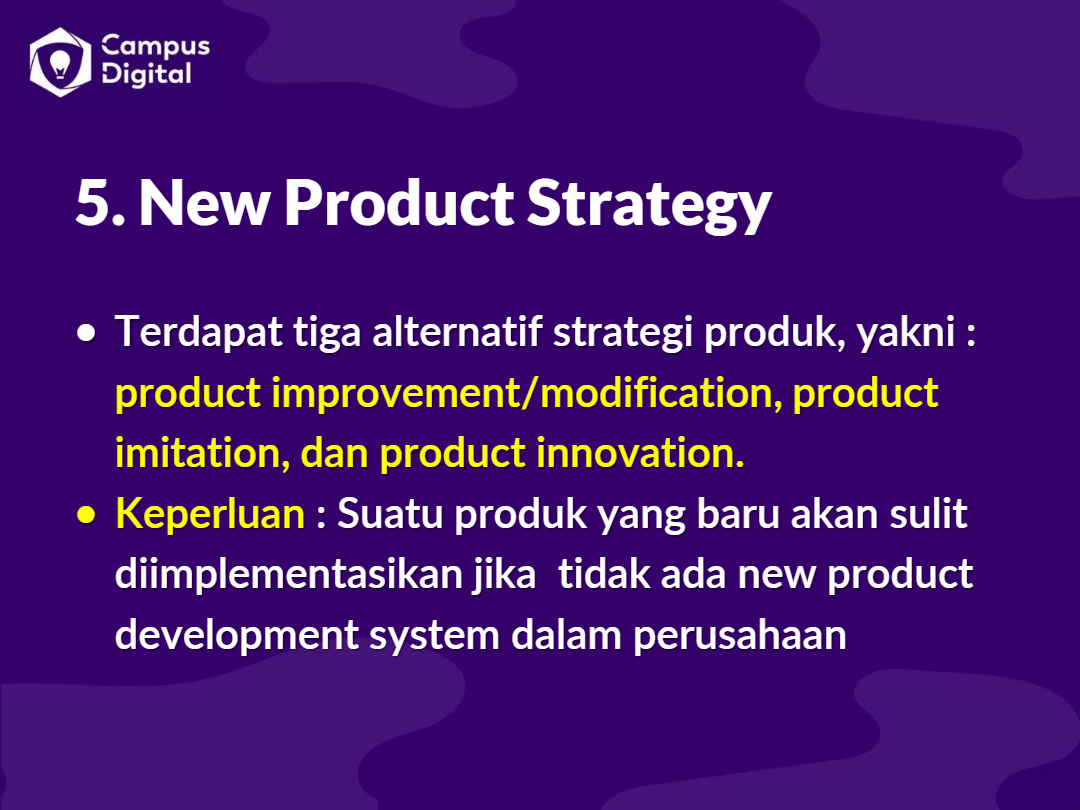 Campus
Digital
5. New Product Strategy
• Terdapat tiga alternatif strategi produk, yakni :
product improvement/modification, product
imitation, dan product innovation.
• Keperluan : Suatu produk yang baru akan sulit
diimplementasikan jika  tidak ada new product
development system dalam perusahaan